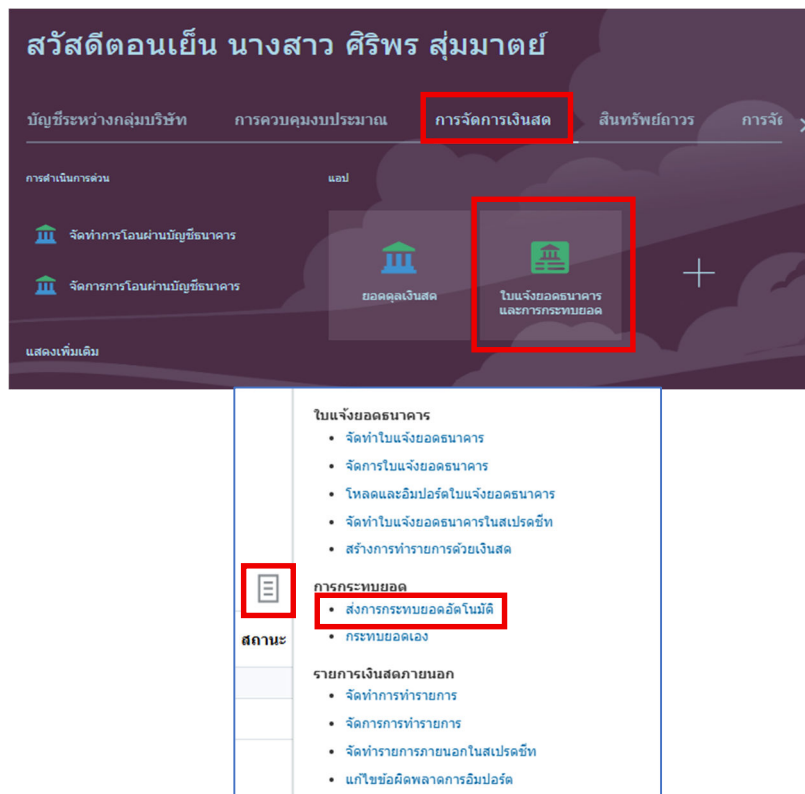 สวัสดีตอนเย็น นางสาว ศิริพร สุ่มมาตย์
บัญชีระหว่างกลุ่มบริษัท การควบคุมงบประมาณ การจัดการเงินสด สินทรัพย์ถาวร
การดำเนินการด่วน แอป
จัดทำการโอนผ่านบัญชีธนาคาร
จัดการการโอนผ่านบัญชีธนาคาร
ยอดดุลเงินสด ใบแจ้งยอดธนาคาร
และการกระทบยอด
แสดงเพิ่มเติม
ใบแจ้งยอดธนาคาร
• จัดทำใบแจ้งยอดธนาคาร
• จัดการใบแจ้งยอดธนาคาร
• โหลดและอิมปอร์ตใบแจ้งยอดธนาคาร
• จัดทำใบแจ้งยอดธนาคารในสเปรดชีท
• สร้างการทำรายการด้วยเงินสด
การกระทบยอด
• ส่งการกระทบยอดอัตโนมัติ
สถานะ • กระทบยอดเอง
รายการเงินสดภายนอก
• จัดทำการทำรายการ
• จัดการการทำรายการ
• จัดทำรายการภายนอกในสเปรดชีท
• แก้ไขข้อผิดพลาดการอิมปอร์ต